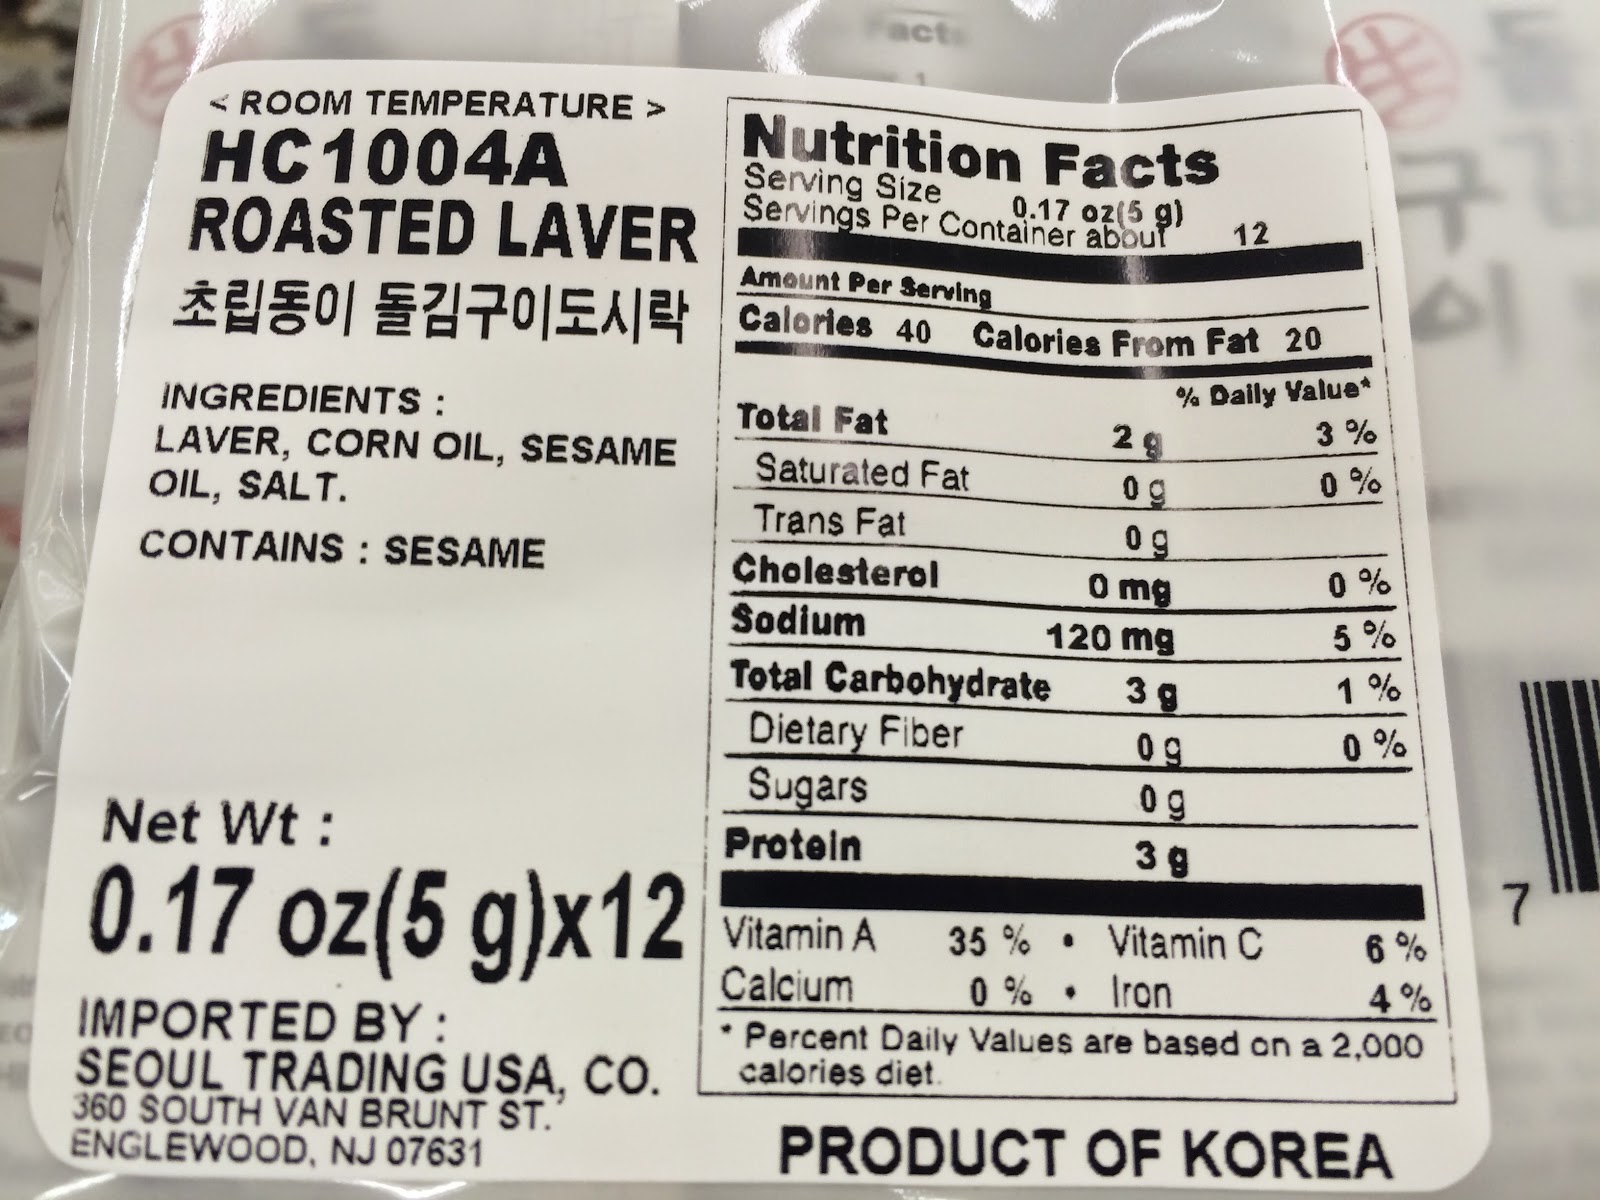 < ROOM TEMPERATURE >
HC1004A
ROASTED LAVER
초립동이 돌김구이도시락
INGREDIENTS :
LAVER, CORN OIL, SESAME
OIL, SALT.
CONTAINS : SESAME
Net Wt :
0.17 oz(5 g)x12
IMPORTED BY :
SEOUL TRADING USA, CO.
360 SOUTH VAN BRUNT ST.
ENGLEWOOD, NJ 07631
Nutrition Facts
Serving Size 0.17 oz(5 g)
Servings Per Container about 12
Amount Per Serving
Calories 40 Calories From Fat 20
% Daily Value*
Total Fat 2 g 3 %
Saturated Fat 0 g 0 %
Trans Fat 0 g
Cholesterol 0 mg 0 %
Sodium 120 mg 5 %
Total Carbohydrate 3 g 1 %
Dietary Fiber 0 g 0 %
Sugars 0 g
Protein 3 g
Vitamin A 35 % • Vitamin C 6 %
Calcium 0 % • Iron 4 %
* Percent Daily Values are based on a 2,000
calories diet.
PRODUCT OF KOREA
7